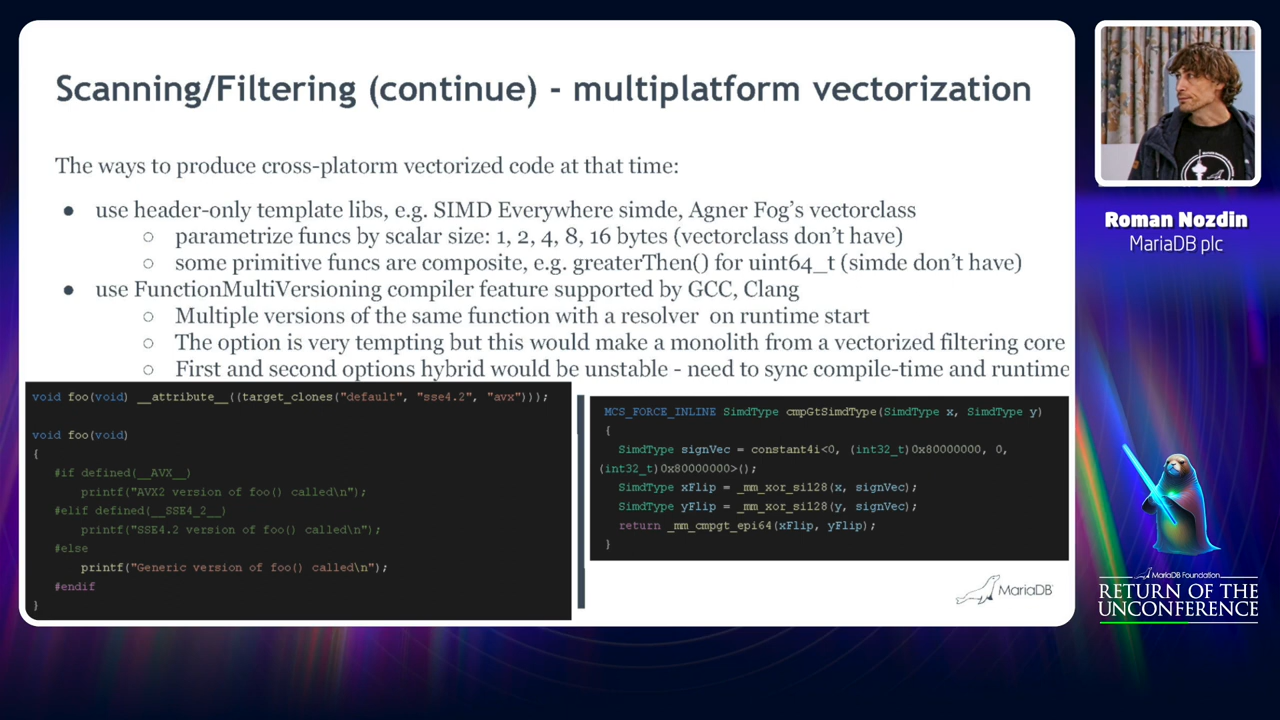 Scanning/Filtering (continue) - multiplatform vectorization
The ways to produce cross-platorm vectorized code at that time:
● use header-only template libs, e.g. SIMD Everywhere simde, Agner Fog's vectorclass
○ parametrize funcs by scalar size: 1, 2, 4, 8, 16 bytes (vectorclass don't have)
○ some primitive funcs are composite, e.g. greaterThen() for uint64_t (simde don't have)
● use FunctionMultiVersioning compiler feature supported by GCC, Clang
○ Multiple versions of the same function with a resolver on runtime start
○ The option is very tempting but this would make a monolith from a vectorized filtering core
○ First and second options hybrid would be unstable - need to sync compile-time and runtime
void foo(void) __attribute__((target_clones("default", "sse4.2", "avx")));
void foo(void)
{
#if defined(__AVX__)
printf("AVX2 version of foo() called\n");
#elif defined(__SSE4_2__)
printf("SSE4.2 version of foo() called\n");
#else
printf("Generic version of foo() called\n");
#endif
}
MCS_FORCE_INLINE SimdType cmpGtSimdType(SimdType x, SimdType y)
{
SimdType signVec = constant4i<0, (int32_t)0x80000000, 0,
(int32_t)0x80000000>();
SimdType xFlip = _mm_xor_si128(x, signVec);
SimdType yFlip = _mm_xor_si128(y, signVec);
return _mm_cmpgt_epi64(xFlip, yFlip);
}
MariaDB
Roman Nozdin
MariaDB plc
MariaDB Foundation
RETURN OF THE
UNCONFERENCE